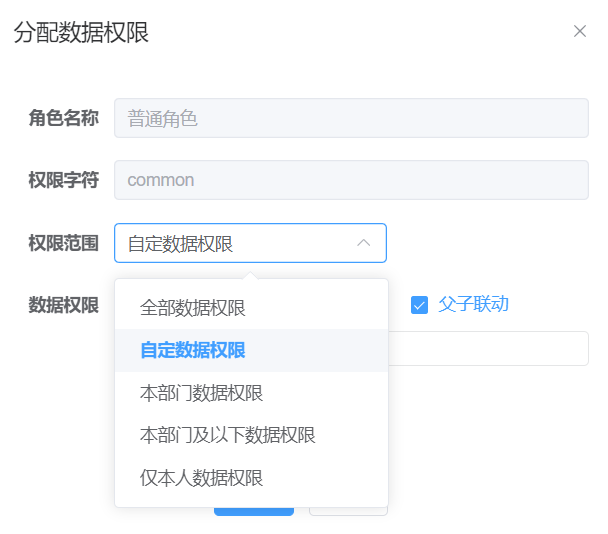 分配数据权限
角色名称 普通角色
权限字符 common
权限范围 自定数据权限
数据权限 父子联动
全部数据权限
自定数据权限
本部门数据权限
本部门及以下数据权限
仅本人数据权限